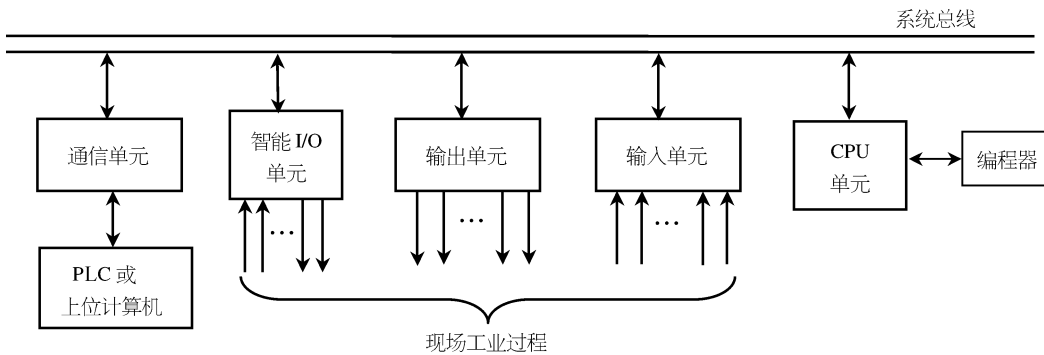 系统总线
通信单元
智能 I/O
单元
输出单元
输入单元
CPU
单元
编程器
PLC 或
上位计算机
现场工业过程